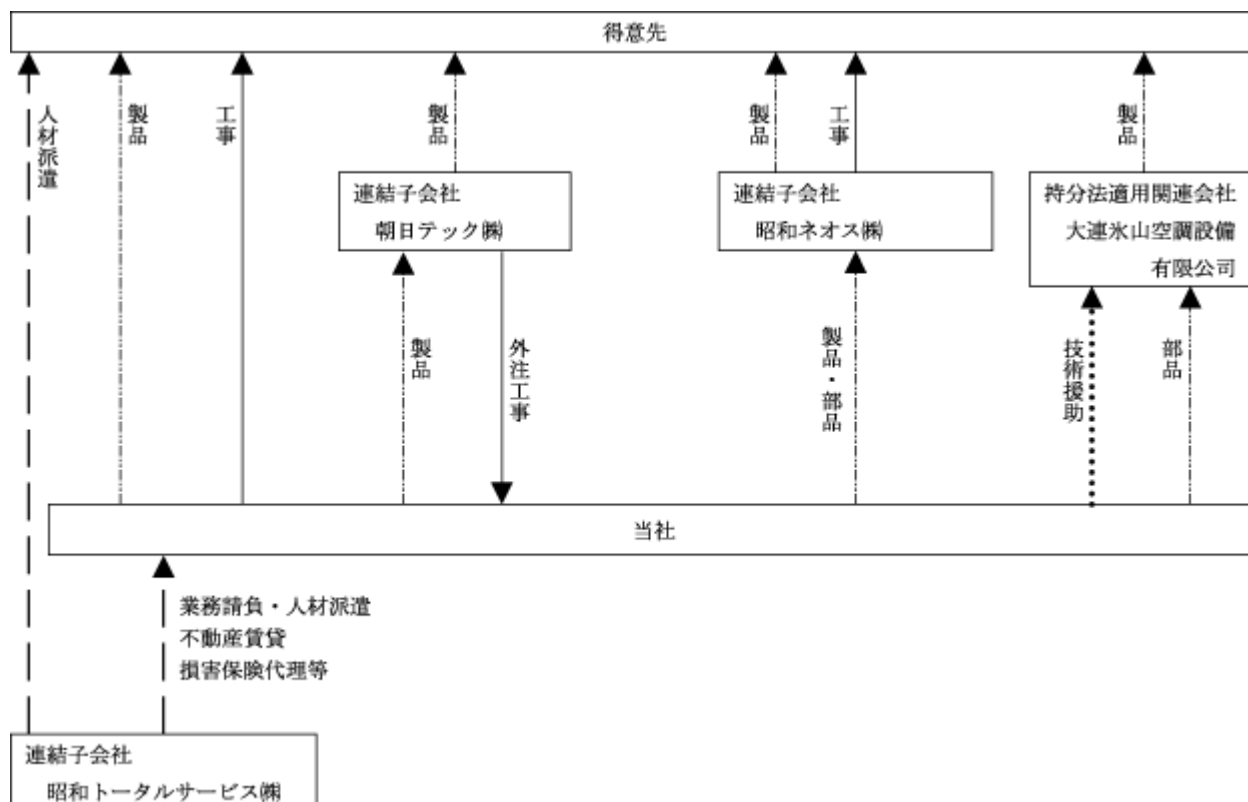 得意先
人材派遣
製品
工事
製品
製品
工事
製品
連結子会社
朝日テック㈱
連結子会社
昭和ネオス㈱
持分法適用関連会社
大連氷山空調設備
有限公司
製品
外注工事
製品・部品
技術援助
部品
当社
業務請負・人材派遣
不動産賃貸
損害保険代理等
連結子会社
昭和トータルサービス㈱